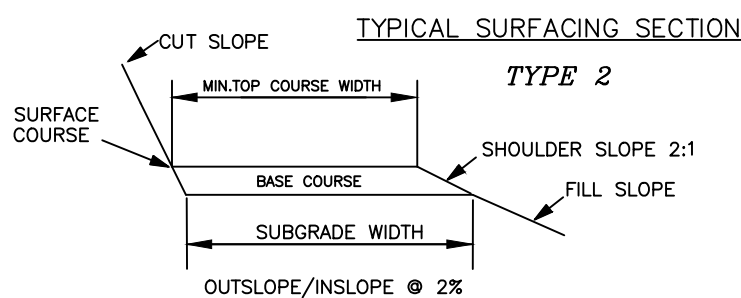 TYPICAL SURFACING SECTION
TYPE 2
CUT SLOPE
MIN.TOP COURSE WIDTH
SURFACE
COURSE
SHOULDER SLOPE 2:1
BASE COURSE
FILL SLOPE
SUBGRADE WIDTH
OUTSLOPE/INSLOPE @ 2%